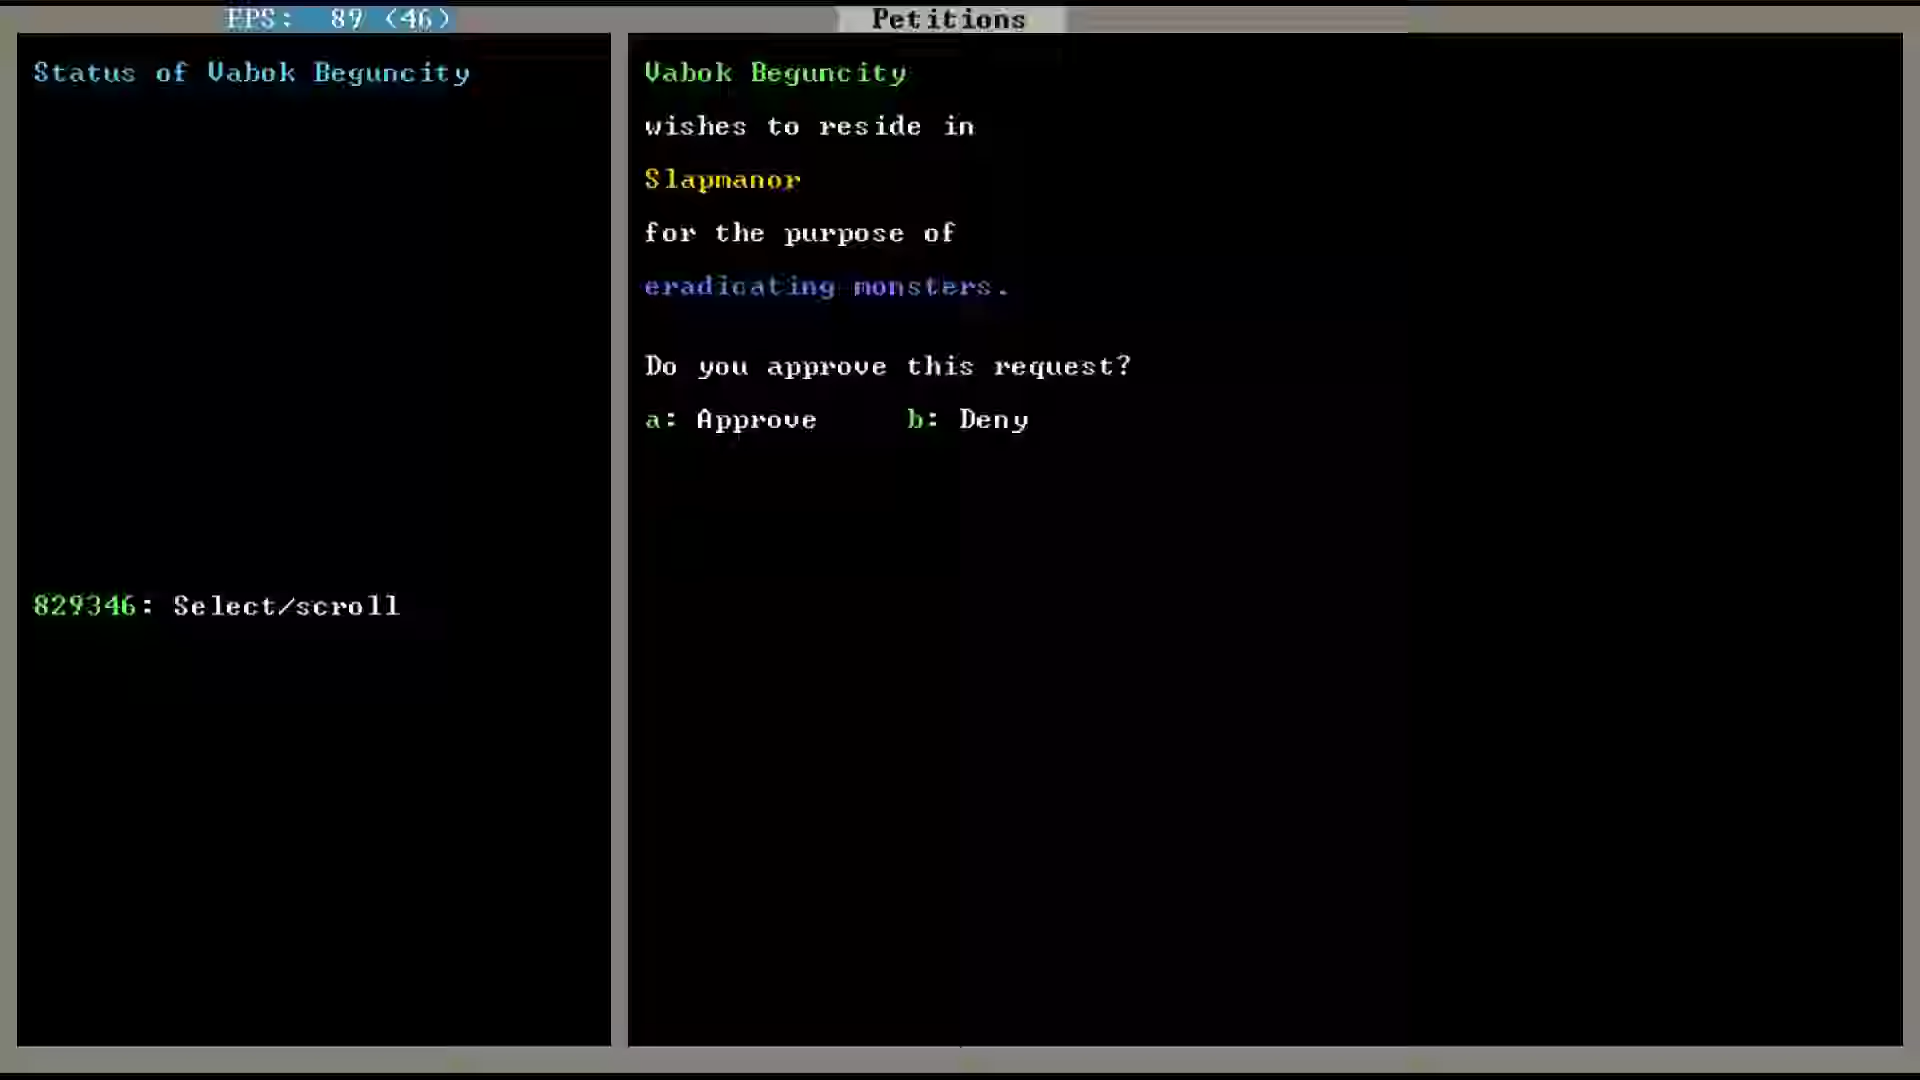 FPS: 89 (46)
Petitions
Status of Vabok Beguncity
829346: Select/scroll
Vabok Beguncity
wishes to reside in
Slapmanor
for the purpose of
eradicating monsters.
Do you approve this request?
a: Approve b: Deny